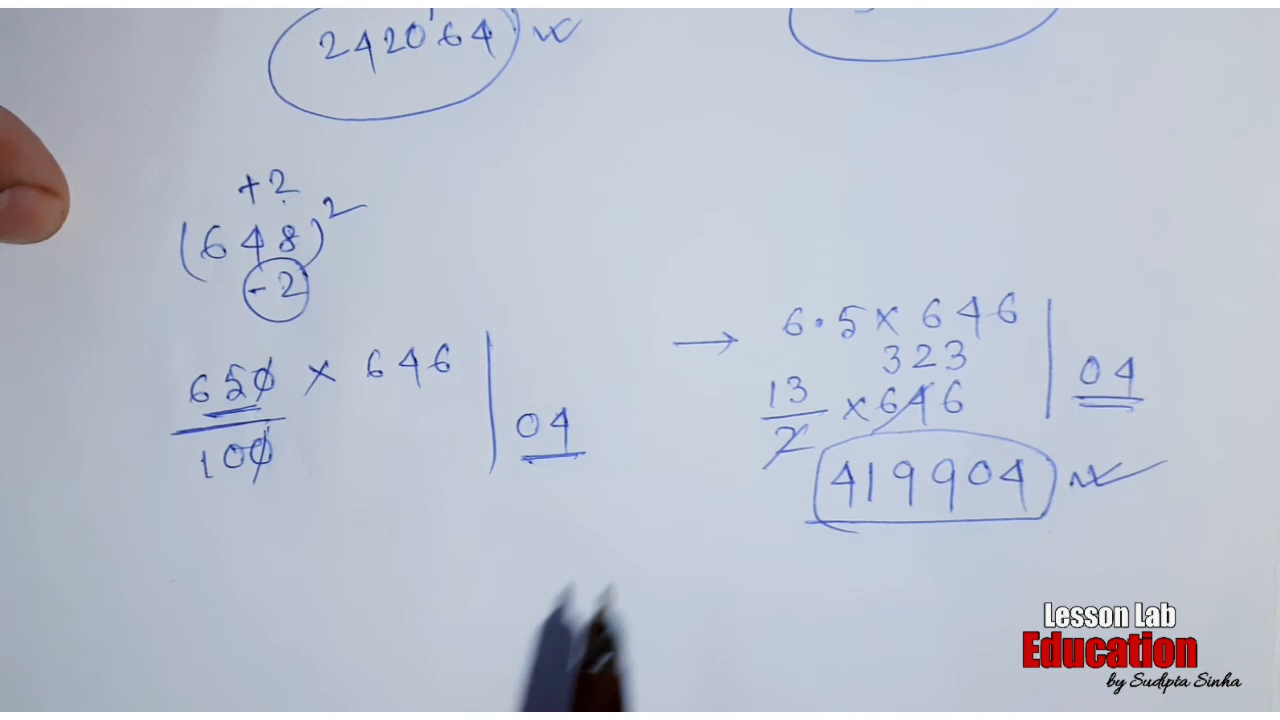 242064
+2
(648)2
-2
650 × 646 | 04
100
→ 6.5 × 646 | 04
323
13 × 646
2
419904
Lesson Lab
Education
by Sudipta Sinha